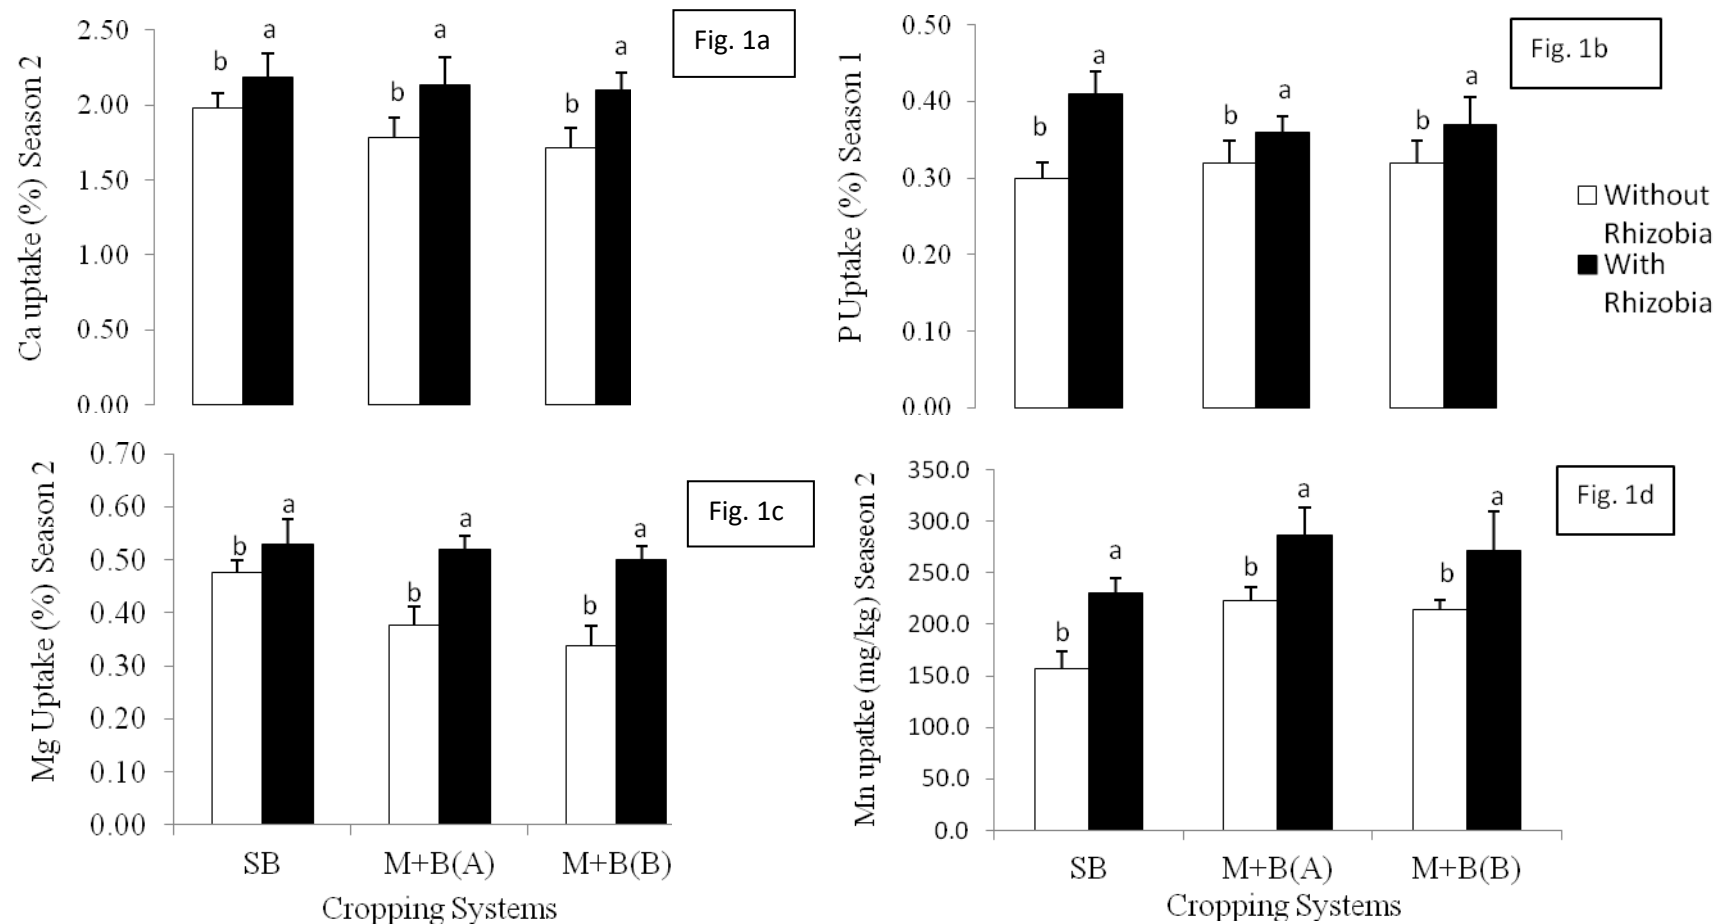 Ca uptake (%) Season 2
2.50
2.00
1.50
1.00
0.50
0.00
b
a
b
a
b
a
Fig. 1a
P Uptake (%) Season 1
0.50
0.40
0.30
0.20
0.10
0.00
b
a
b
a
b
a
Fig. 1b
Without
Rhizobia
With
Rhizobia
Mg Uptake (%) Season 2
0.70
0.60
0.50
0.40
0.30
0.20
0.10
0.00
b
a
b
a
b
a
Fig. 1c
SB
M+B(A)
M+B(B)
Cropping Systems
Mn upatke (mg/kg) Seaseon 2
350.0
300.0
250.0
200.0
150.0
100.0
50.0
0.0
b
a
b
a
b
a
Fig. 1d
SB
M+B(A)
M+B(B)
Cropping Systems